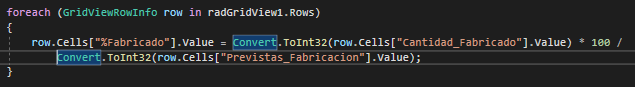 foreach (GridViewRowInfo row in radGridView1.Rows)
{
row.Cells["%Fabricado"].Value = Convert.ToInt32(row.Cells["Cantidad_Fabricado"].Value) * 100 /
Convert.ToInt32(row.Cells["Previstas_Fabricacion"].Value);
}